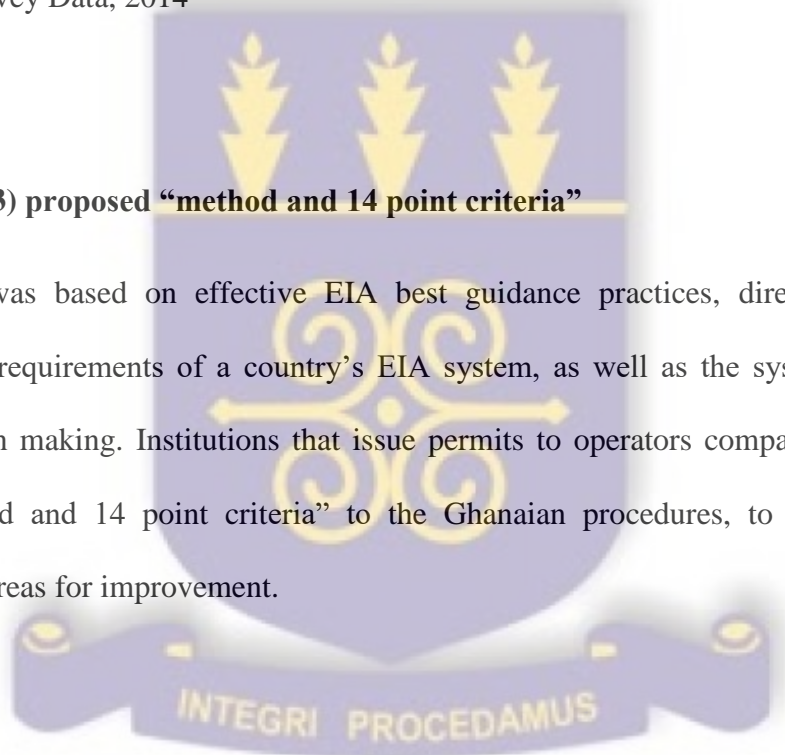 vey Data, 2014
3) proposed “method and 14 point criteria”
was based on effective EIA best guidance practices, dire
requirements of a country’s EIA system, as well as the sys
n making. Institutions that issue permits to operators compa
d and 14 point criteria” to the Ghanaian procedures, to
reas for improvement.
INTEGRI PROCEDAMUS